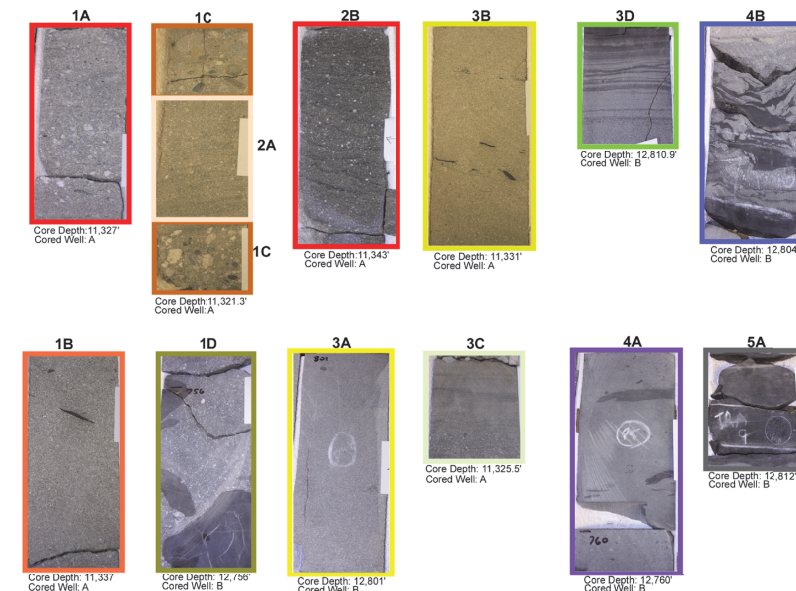 1A
1C
2B
3B
3D
4B
2A
1C
Core Depth:11,327'
Cored Well: A
Core Depth:11,321.3'
Cored Well:A
Core Depth: 11,343'
Cored Well: A
Core Depth: 11,331'
Cored Well: A
Core Depth: 12,810.9'
Cored Well: B
Core Depth: 12,804
Cored Well: B
1B
1D
3A
3C
4A
5A
756
760
Core Depth: 11,337
Cored Well: A
Core Depth: 12,756'
Cored Well: B
Core Depth: 12,801'
Cored Well: B
Core Depth: 11,325.5'
Cored Well: A
Core Depth: 12,760'
Cored Well: B
Core Depth: 12,812'
Cored Well: B